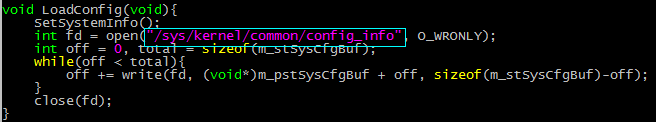 void LoadConfig(void){
    setSystemInfo();
    int fd = open("/sys/kernel/common/config_info", O_WRONLY);
    int off = 0, total = sizeof(m_stSysCfgBuf);
    while(off < total){
        off += write(fd, (void*)m_pstSysCfgBuf + off, sizeof(m_stSysCfgBuf)-off);
    }
    close(fd);
}